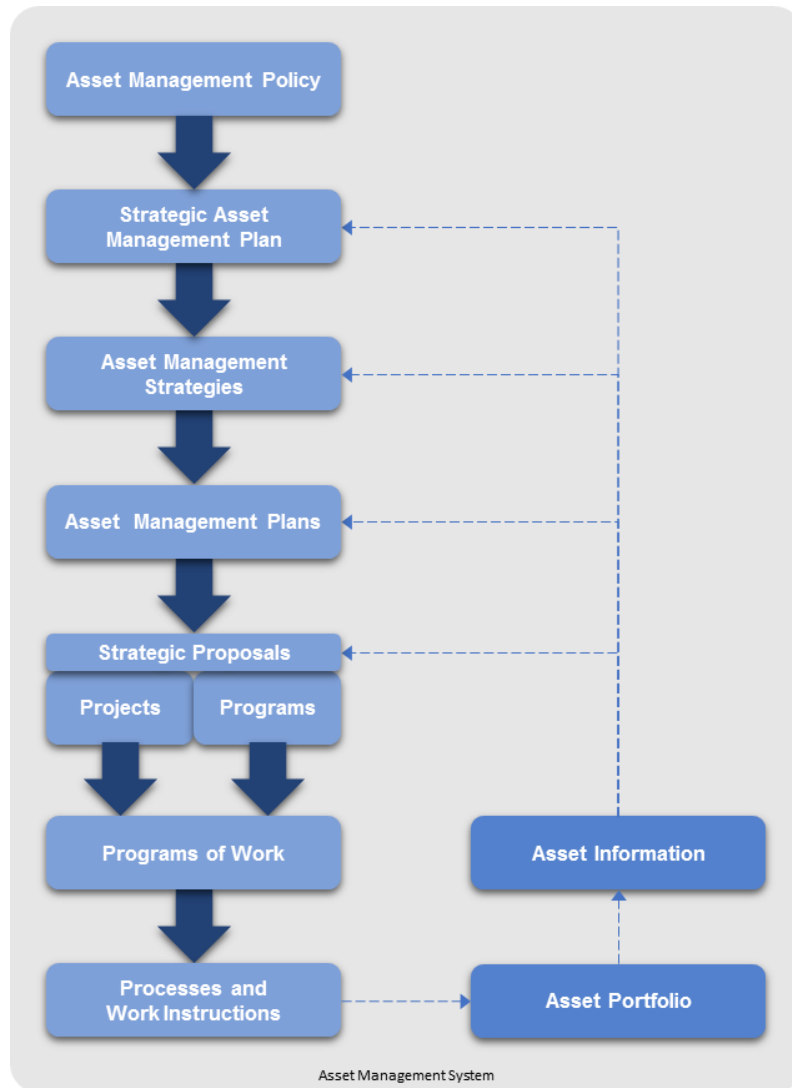 Asset Management Policy
Strategic Asset
Management Plan
Asset Management
Strategies
Asset Management Plans
Strategic Proposals
Projects
Programs
Programs of Work
Asset Information
Processes and
Work Instructions
Asset Portfolio
Asset Management System